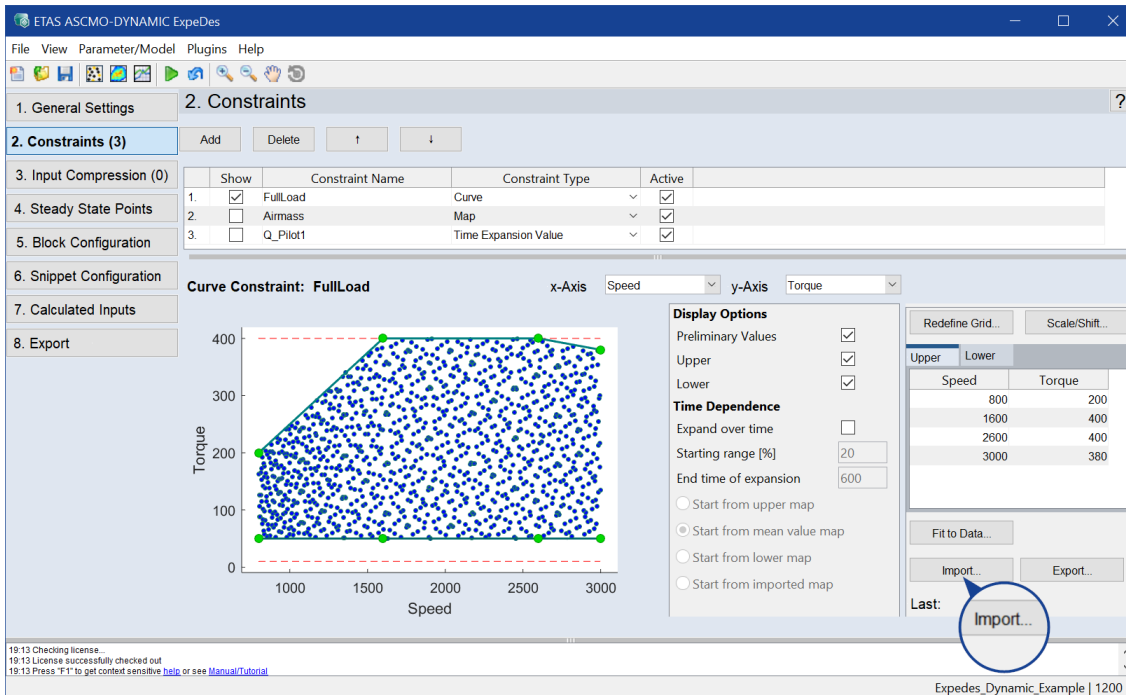 ETAS ASCMO-DYNAMIC ExpeDes
File View Parameter/Model Plugins Help
1. General Settings
2. Constraints (3)
3. Input Compression (0)
4. Steady State Points
5. Block Configuration
6. Snippet Configuration
7. Calculated Inputs
8. Export
2. Constraints
?
Add Delete ↑ ↓
Show Constraint Name Constraint Type Active
1. FullLoad Curve
2. Airmass Map
3. Q_Pilot1 Time Expansion Value
Curve Constraint: FullLoad x-Axis Speed y-Axis Torque
400
300
200
100
0
Torque
1000 1500 2000 2500 3000
Speed
Display Options
Preliminary Values
Upper
Lower
Time Dependence
Expand over time
Starting range [%] 20
End time of expansion 600
Start from upper map
Start from mean value map
Start from lower map
Start from imported map
Redefine Grid... Scale/Shift...
Upper Lower
Speed Torque
800 200
1600 400
2600 400
3000 380
Fit to Data...
Import... Export...
Last:
Import...
19:13 Checking license...
19:13 License successfully checked out
19:13 Press "F1" to get context sensitive help or see Manual/Tutorial
Expedes_Dynamic_Example | 1200